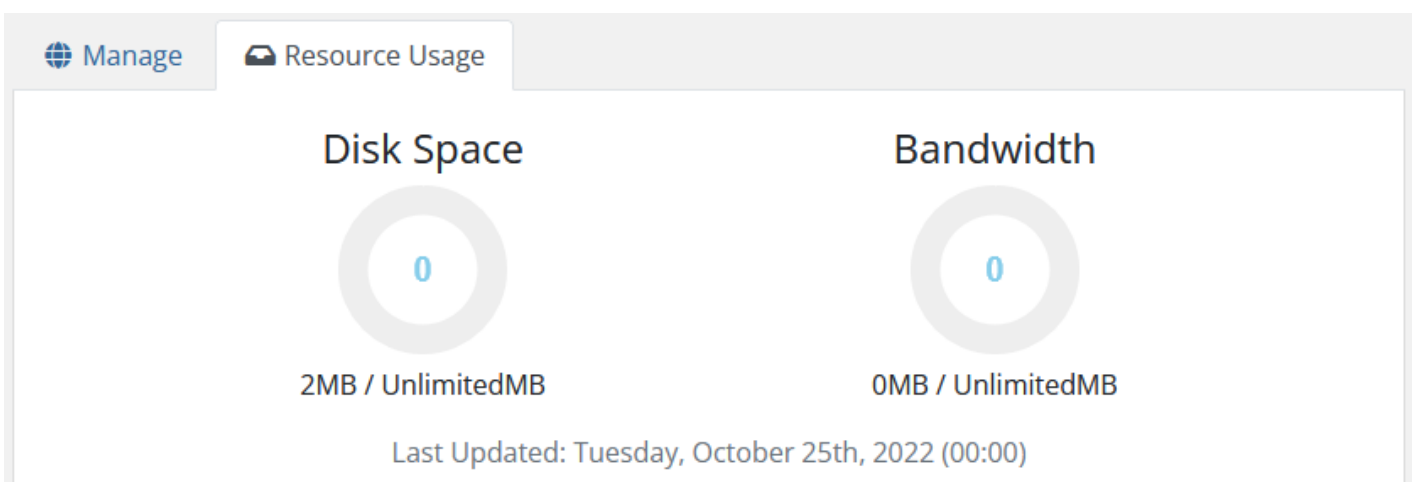 Manage Resource Usage
Disk Space Bandwidth
0 0
2MB / UnlimitedMB 0MB / UnlimitedMB
Last Updated: Tuesday, October 25th, 2022 (00:00)